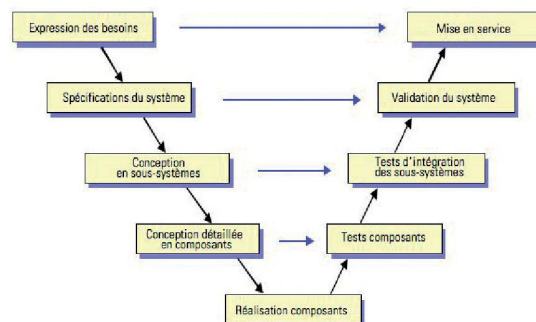 Expression des besoins
Mise en service
Spécifications du système
Validation du système
Conception
en sous-systèmes
Tests d'intégration
des sous-systèmes
Conception détaillée
en composants
Tests composants
Réalisation composants